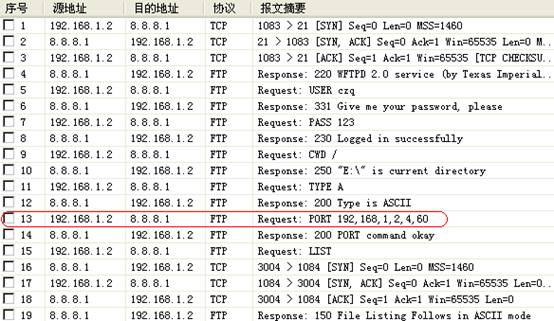 序号 源地址 目的地址 协议 报文摘要
1 192.168.1.2 8.8.8.1 TCP 1083 > 21 [SYN] Seq=0 Len=0 MSS=1460
2 8.8.8.1 192.168.1.2 TCP 21 > 1083 [SYN, ACK] Seq=0 Ack=1 Win=65535 Len=0 M...
3 192.168.1.2 8.8.8.1 TCP 1083 > 21 [ACK] Seq=1 Ack=1 Win=65535 [TCP CHECKSU...
4 8.8.8.1 192.168.1.2 FTP Response: 220 WFTPD 2.0 service (by Texas Imperial...
5 192.168.1.2 8.8.8.1 FTP Request: USER czq
6 8.8.8.1 192.168.1.2 FTP Response: 331 Give me your password, please
7 192.168.1.2 8.8.8.1 FTP Request: PASS 123
8 8.8.8.1 192.168.1.2 FTP Response: 230 Logged in successfully
9 192.168.1.2 8.8.8.1 FTP Request: CWD /
10 8.8.8.1 192.168.1.2 FTP Response: 250 "E:\" is current directory
11 192.168.1.2 8.8.8.1 FTP Request: TYPE A
12 8.8.8.1 192.168.1.2 FTP Response: 200 Type is ASCII
13 192.168.1.2 8.8.8.1 FTP Request: PORT 192,168,1,2,4,60
14 8.8.8.1 192.168.1.2 FTP Response: 200 PORT command okay
15 192.168.1.2 8.8.8.1 FTP Request: LIST
16 8.8.8.1 192.168.1.2 TCP 3004 > 1084 [SYN] Seq=0 Len=0 MSS=1460
17 192.168.1.2 8.8.8.1 TCP 1084 > 3004 [SYN, ACK] Seq=0 Ack=1 Win=65535 Len=0...
18 8.8.8.1 192.168.1.2 TCP 3004 > 1084 [ACK] Seq=1 Ack=1 Win=65535 Len=0
19 8.8.8.1 192.168.1.2 FTP Response: 150 File Listing Follows in ASCII mode